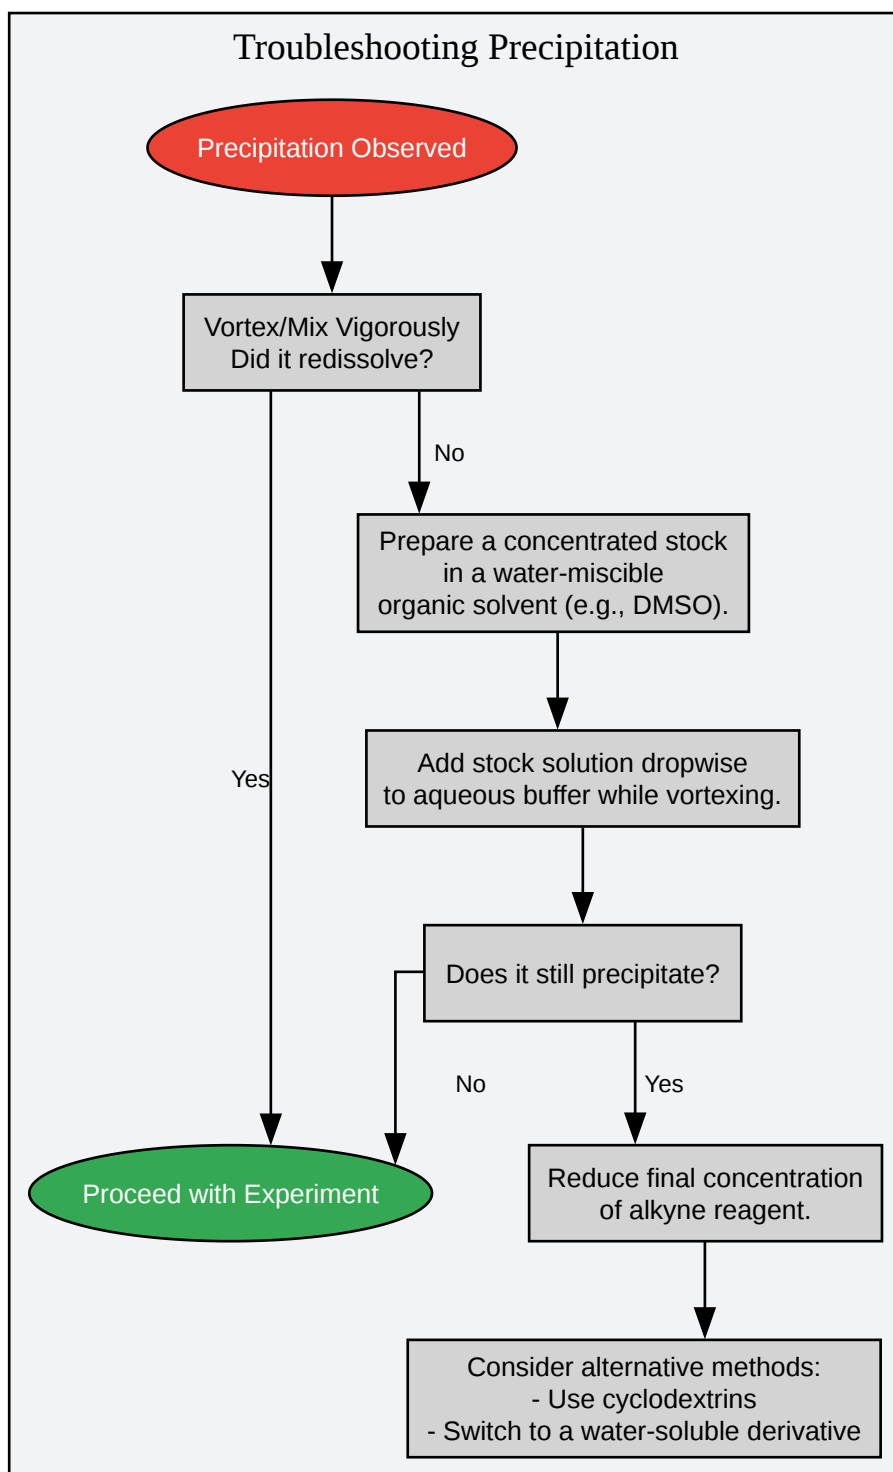 Troubleshooting Precipitation
Precipitation Observed
Vortex/Mix Vigorously
Did it redissolve?
No
Prepare a concentrated stock
in a water-miscible
organic solvent (e.g., DMSO).
Yes
Add stock solution dropwise
to aqueous buffer while vortexing.
Does it still precipitate?
No
Yes
Proceed with Experiment
Reduce final concentration
of alkyne reagent.
Consider alternative methods:
- Use cyclodextrins
- Switch to a water-soluble derivative